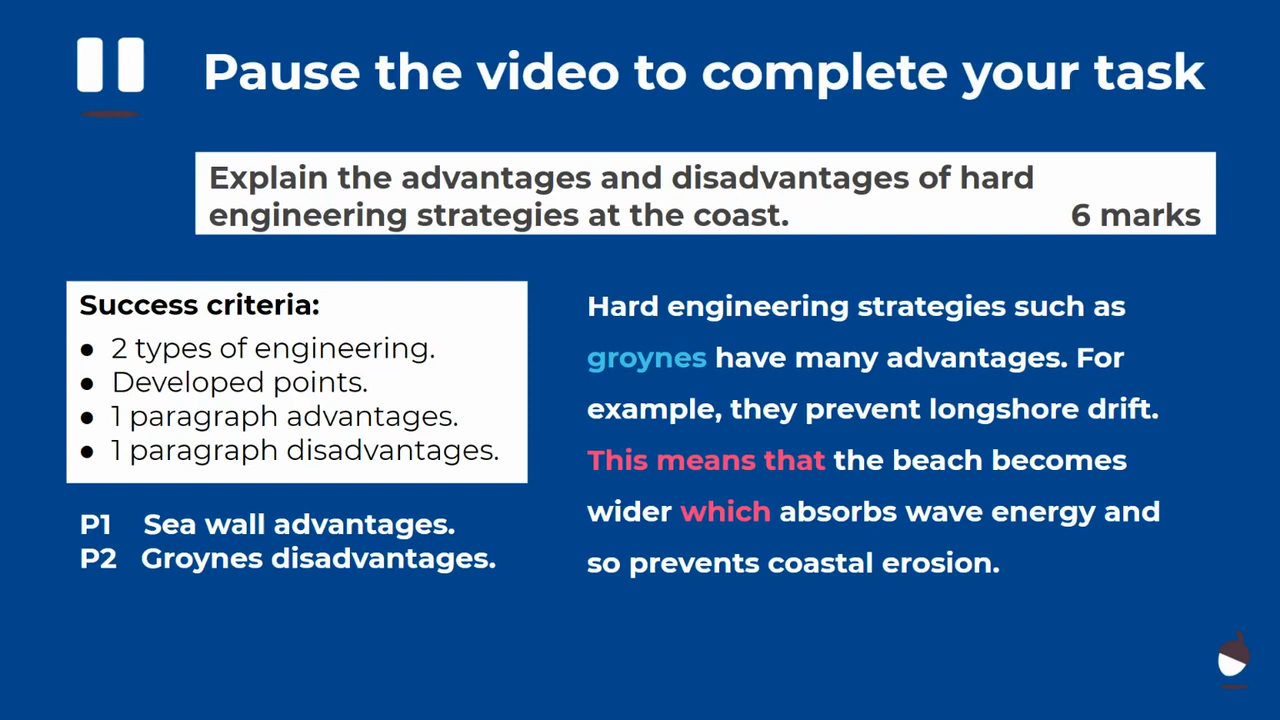 Pause the video to complete your task
Explain the advantages and disadvantages of hard
engineering strategies at the coast. 6 marks
Success criteria:
● 2 types of engineering.
● Developed points.
● 1 paragraph advantages.
● 1 paragraph disadvantages.
P1 Sea wall advantages.
P2 Groynes disadvantages.
Hard engineering strategies such as
groynes have many advantages. For
example, they prevent longshore drift.
This means that the beach becomes
wider which absorbs wave energy and
so prevents coastal erosion.